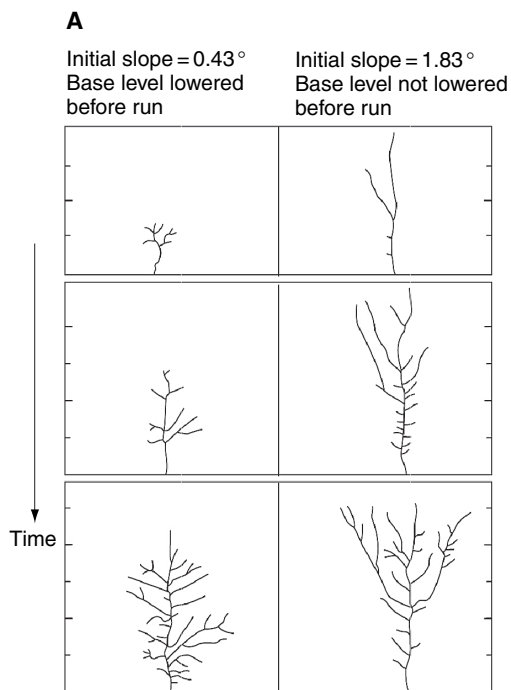 A
Initial slope = 0.43°
Base level lowered
before run
Initial slope = 1.83°
Base level not lowered
before run
Time